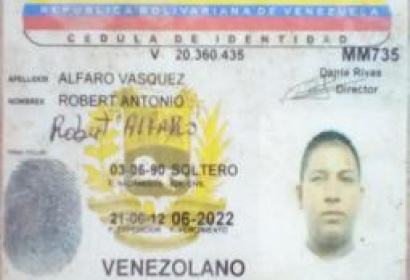 REPUBLICA BOLIVARIANA DE VENEZUELA
CEDULA DE IDENTIDAD
V 20.360.435 MM735
APELLIDOS ALFARO VASQUEZ
Dante Rivas
Director
NOMBRES ROBERT ANTONIO
Robert ALFARO
03-06-90 SOLTERO
F. NACIMIENTO EDO. CIVIL
21-06-12 06-2022
F. EXPEDICION F. VENCIMIENTO
VENEZOLANO